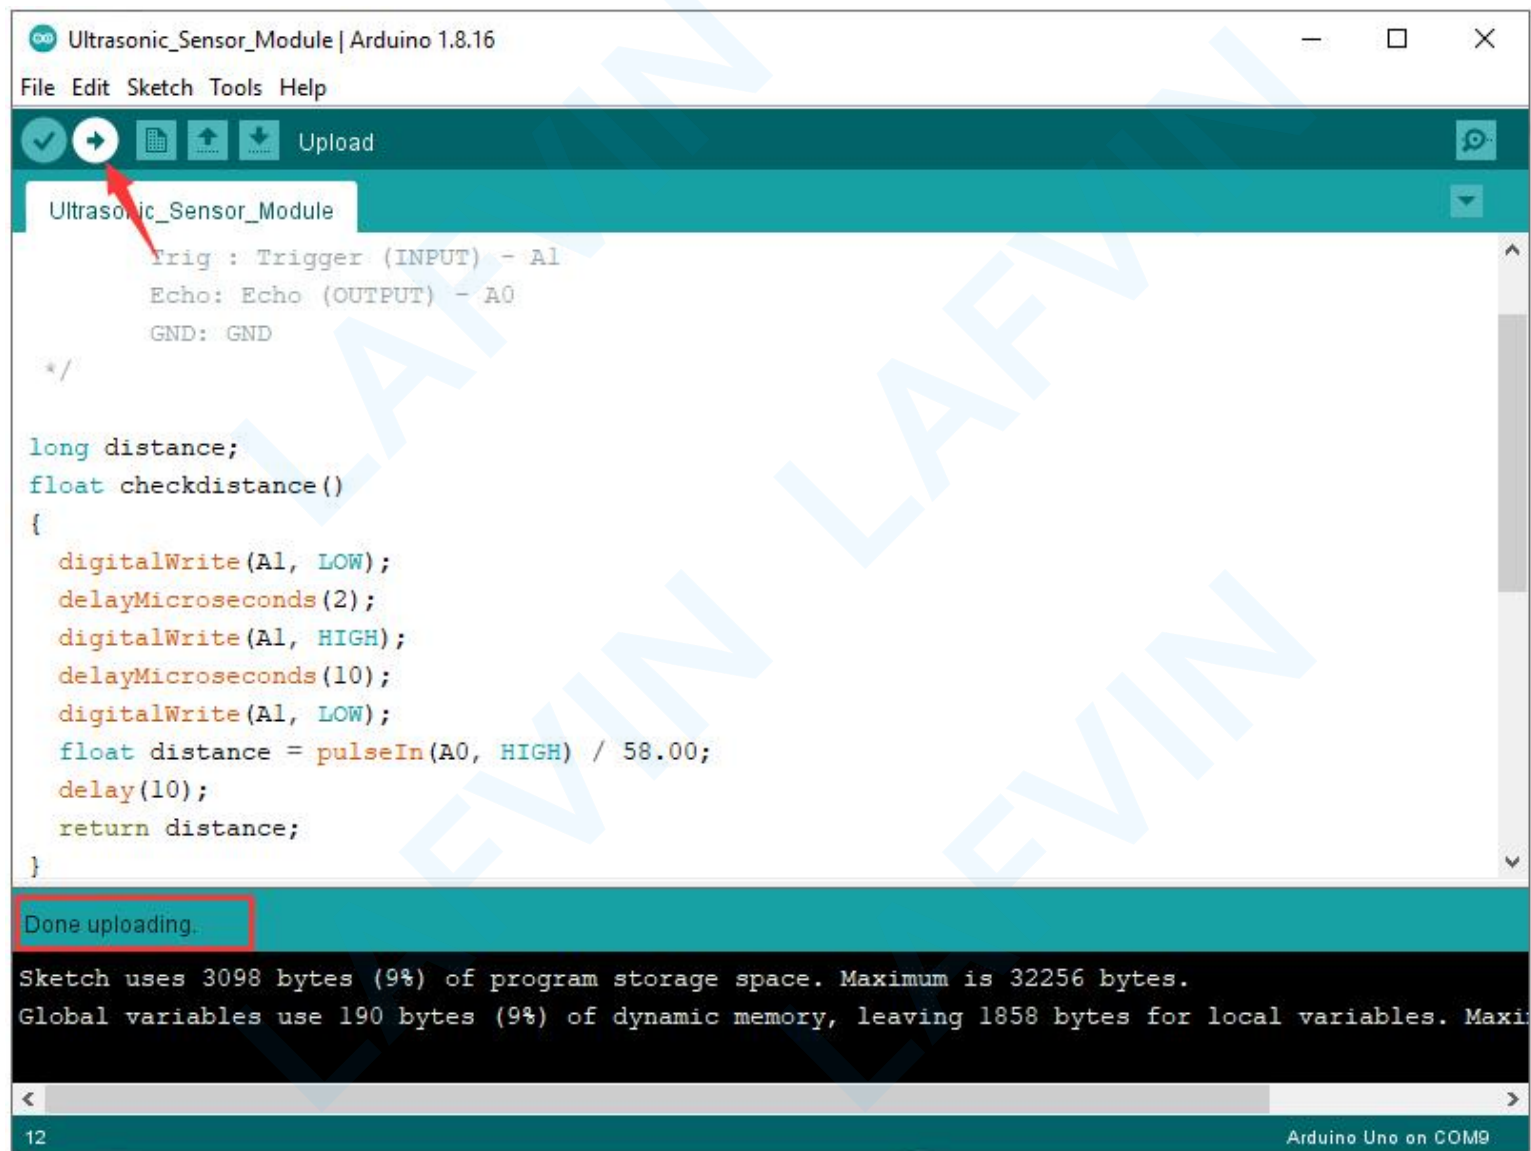 Ultrasonic_Sensor_Module | Arduino 1.8.16
File Edit Sketch Tools Help
Upload
Ultrasonic_Sensor_Module
Trig : Trigger (INPUT) - A1
Echo: Echo (OUTPUT) - A0
GND: GND
*/
long distance;
float checkdistance()
{
digitalWrite(A1, LOW);
delayMicroseconds(2);
digitalWrite(A1, HIGH);
delayMicroseconds(10);
digitalWrite(A1, LOW);
float distance = pulseIn(A0, HIGH) / 58.00;
delay(10);
return distance;
}
Done uploading.
Sketch uses 3098 bytes (9%) of program storage space. Maximum is 32256 bytes.
Global variables use 190 bytes (9%) of dynamic memory, leaving 1858 bytes for local variables. Maxi
12
Arduino Uno on COM9
LAFVIN
LAFVIN
LAFVIN
LAFVIN